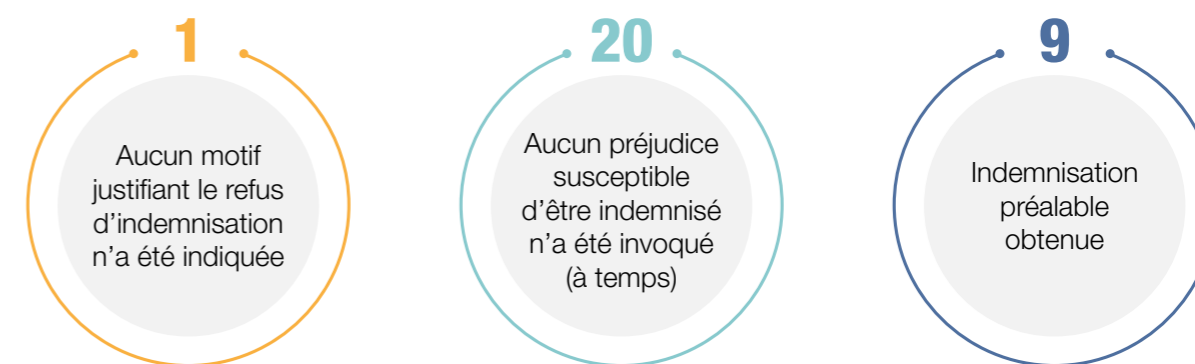 1
Aucun motif
justifiant le refus
d’indemnisation
n’a été indiquée
20
Aucun préjudice
susceptible
d’être indemnisé
n’a été invoqué
(à temps)
9
Indemnisation
préalable
obtenue